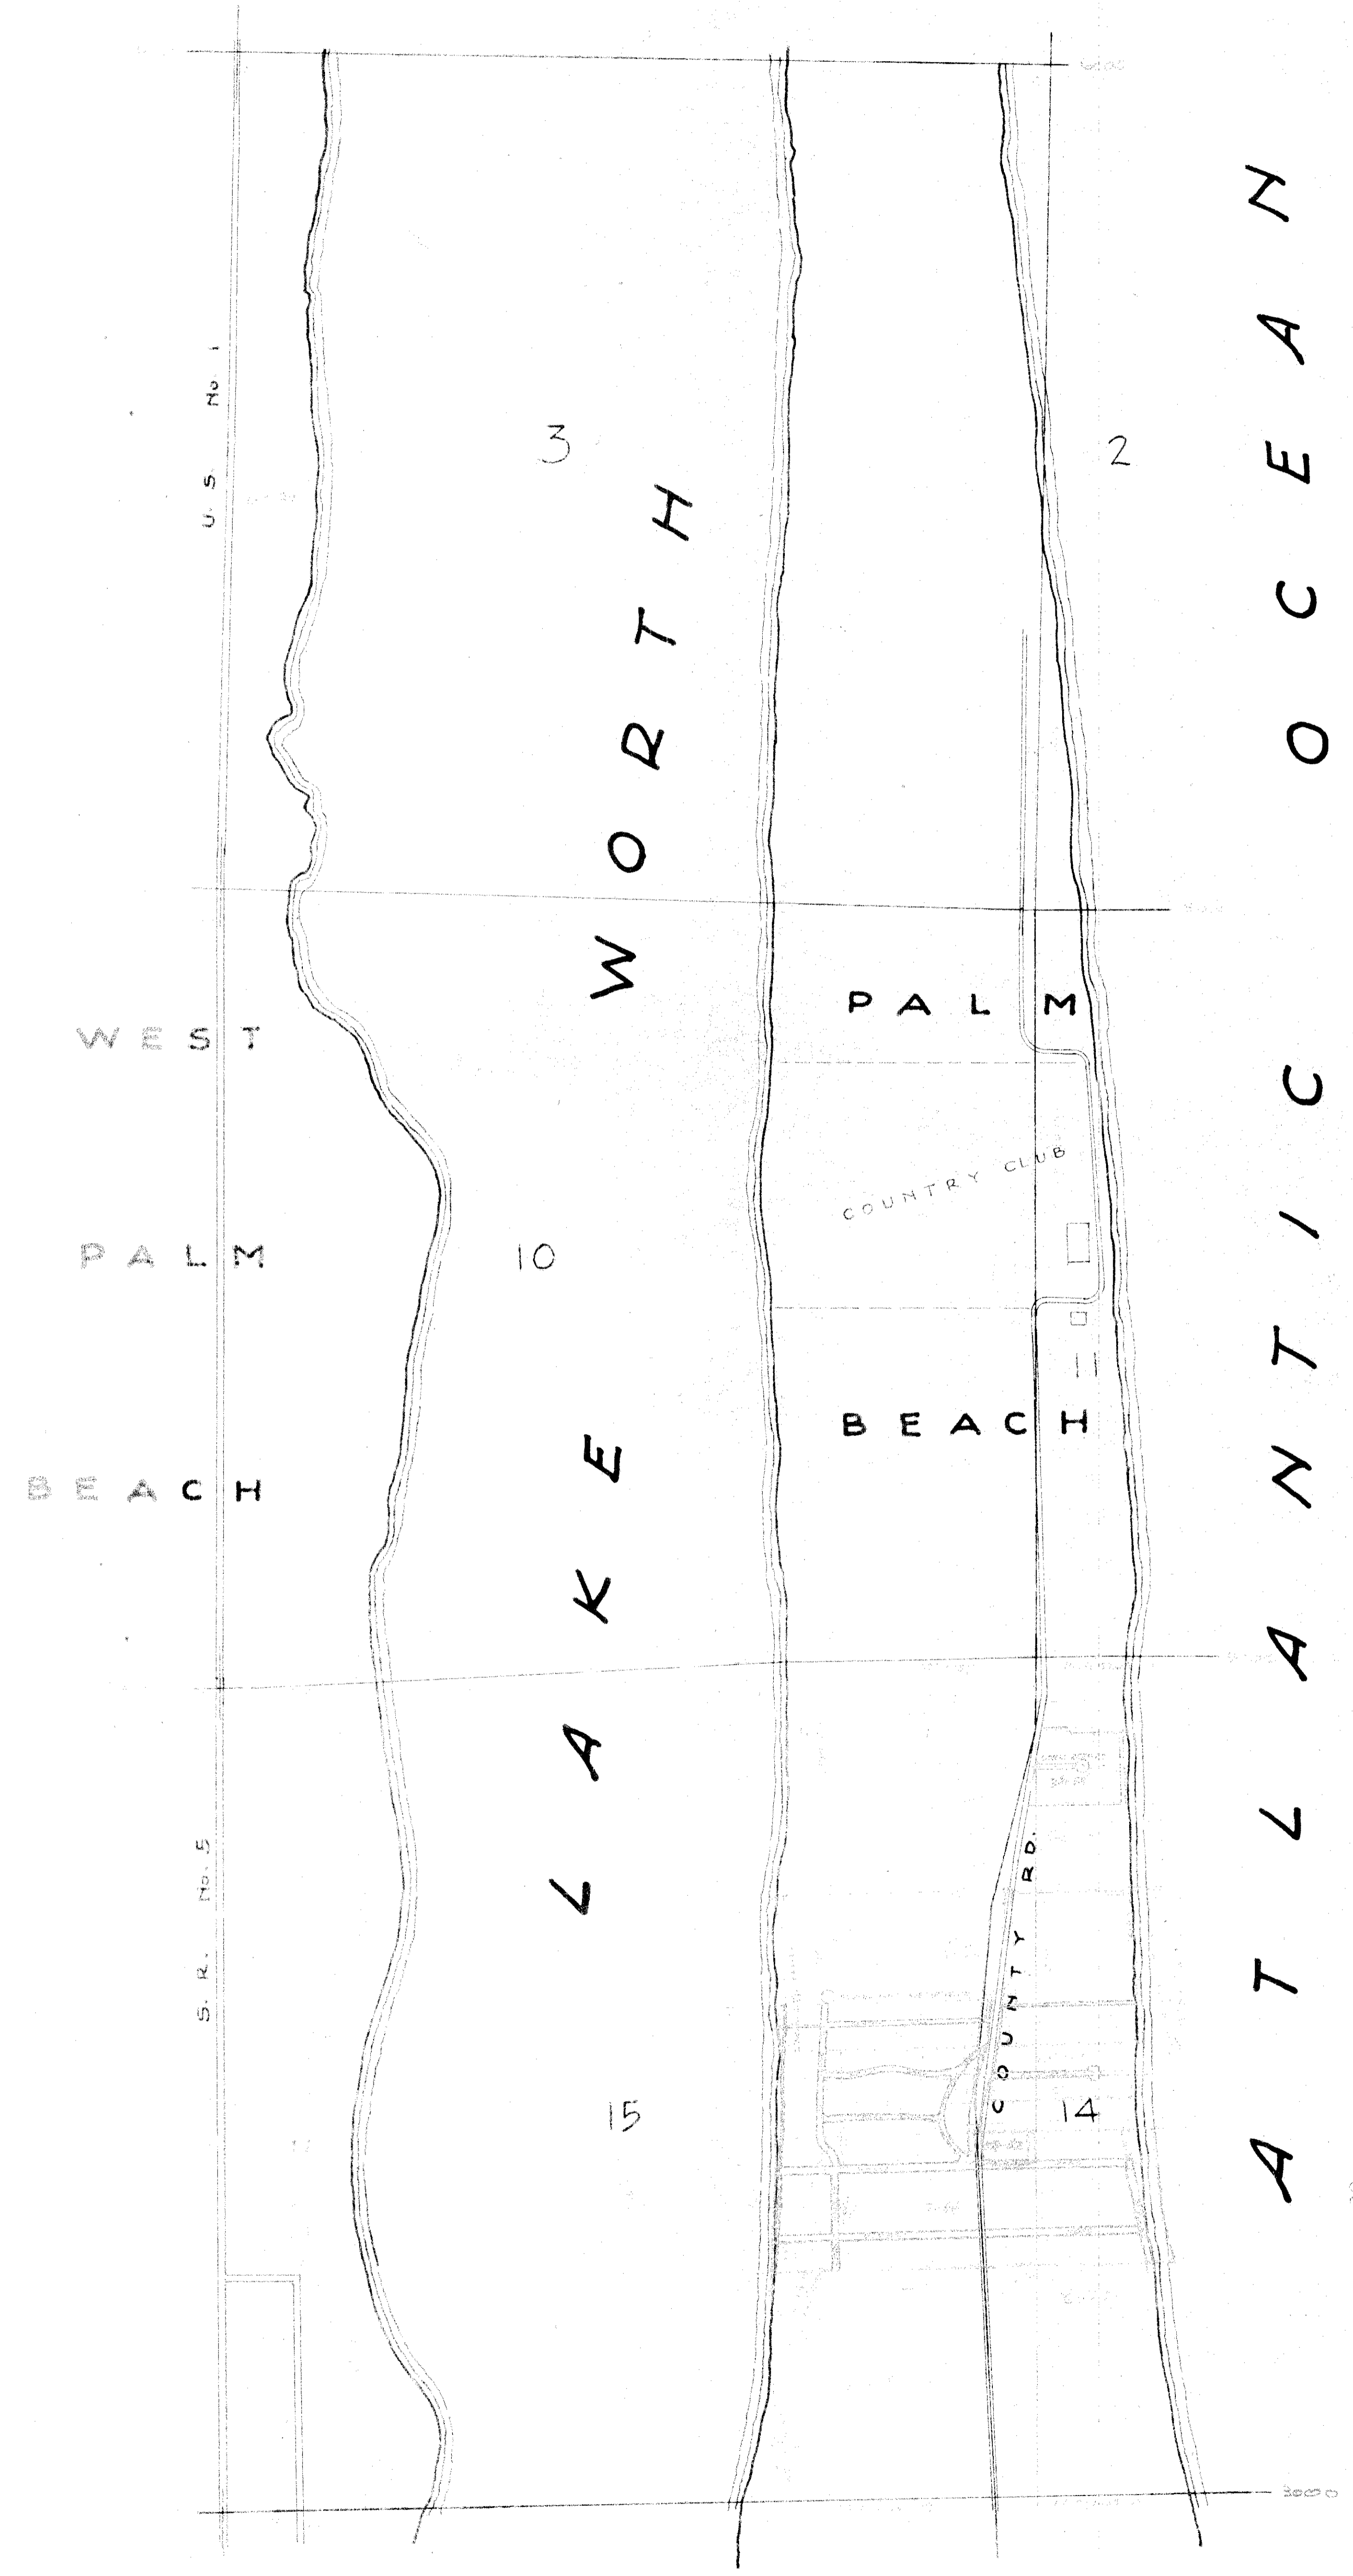 ATLANTIC OCEAN
LAKE WORTH
U. S. No. 1
3
2
PALM
WEST
COUNTRY CLUB
PALM
10
BEACH
BEACH
S. R. No. 5
COUNTY RD.
15
14
3000